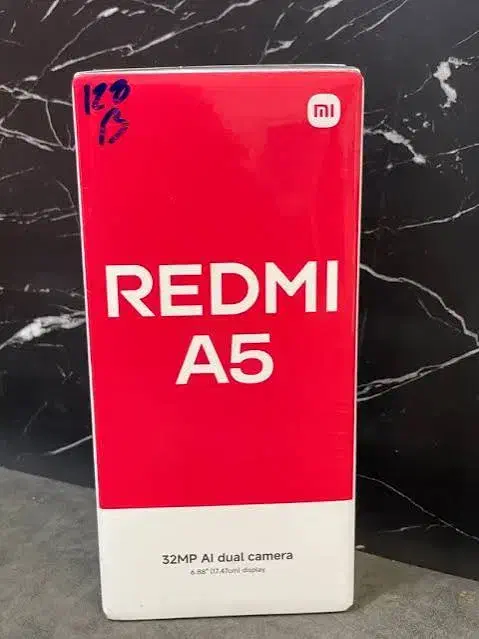 128
B
mi
REDMI
A5
32MP AI dual camera
6.88" (17.47cm) display